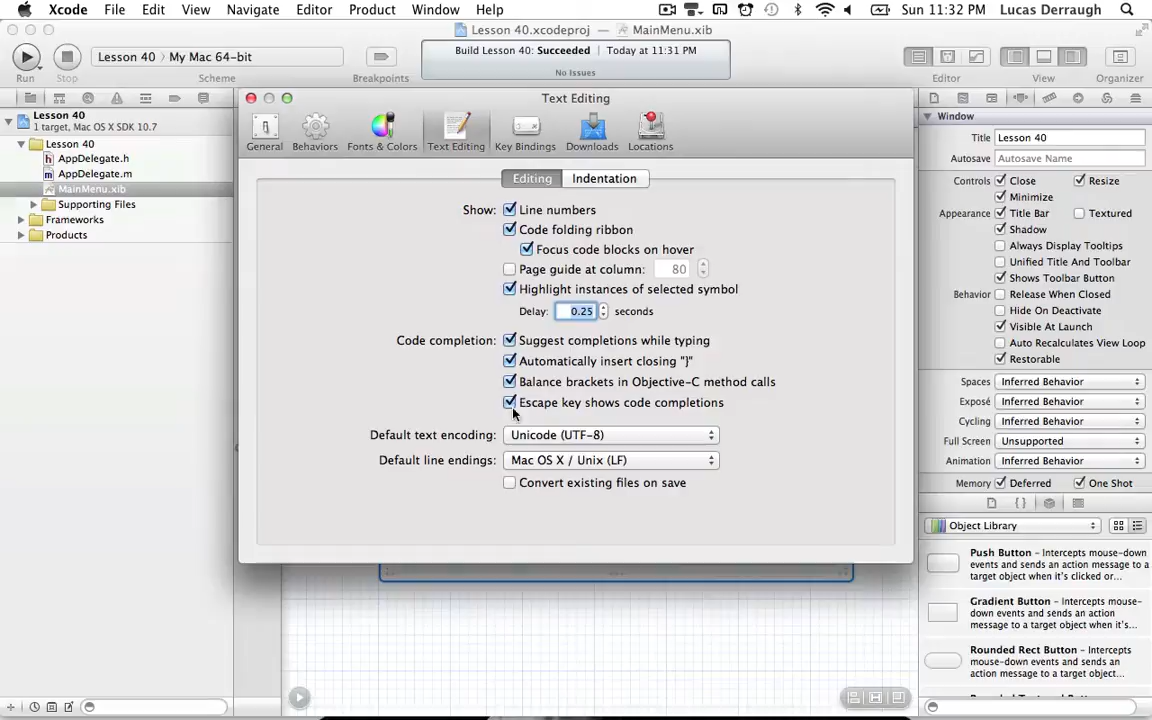 Xcode File Edit View Navigate Editor Product Window Help Sun 11:32 PM Lucas Derraugh
Lesson 40.xcodeproj — MainMenu.xib
Lesson 40 My Mac 64-bit
Build Lesson 40: Succeeded Today at 11:31 PM
No Issues
Run Stop Scheme Breakpoints Editor View Organizer
Lesson 40
1 target, Mac OS X SDK 10.7
Lesson 40
AppDelegate.h
AppDelegate.m
MainMenu.xib
Supporting Files
Frameworks
Products
Text Editing
General Behaviors Fonts & Colors Text Editing Key Bindings Downloads Locations
Editing Indentation
Show: Line numbers
Code folding ribbon
Focus code blocks on hover
Page guide at column: 80
Highlight instances of selected symbol
Delay: 0.25 seconds
Code completion: Suggest completions while typing
Automatically insert closing "}"
Balance brackets in Objective-C method calls
Escape key shows code completions
Default text encoding: Unicode (UTF-8)
Default line endings: Mac OS X / Unix (LF)
Convert existing files on save
Window
Title Lesson 40
Autosave Autosave Name
Controls Close Resize
Minimize
Appearance Title Bar Textured
Shadow
Always Display Tooltips
Unified Title And Toolbar
Shows Toolbar Button
Behavior Release When Closed
Hide On Deactivate
Visible At Launch
Auto Recalculates View Loop
Restorable
Spaces Inferred Behavior
Exposé Inferred Behavior
Cycling Inferred Behavior
Full Screen Unsupported
Animation Inferred Behavior
Memory Deferred One Shot
Object Library
Push Button – Intercepts mouse-down
events and sends an action message to a
target object when it's clicked or...
Gradient Button – Intercepts mouse-
down events and sends an action
message to a target object when it's...
Rounded Rect Button – Intercepts
mouse-down events and sends an
action message to a target object...